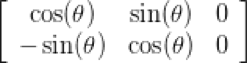 [ cos(θ) sin(θ) 0 ]
[ − sin(θ) cos(θ) 0 ]